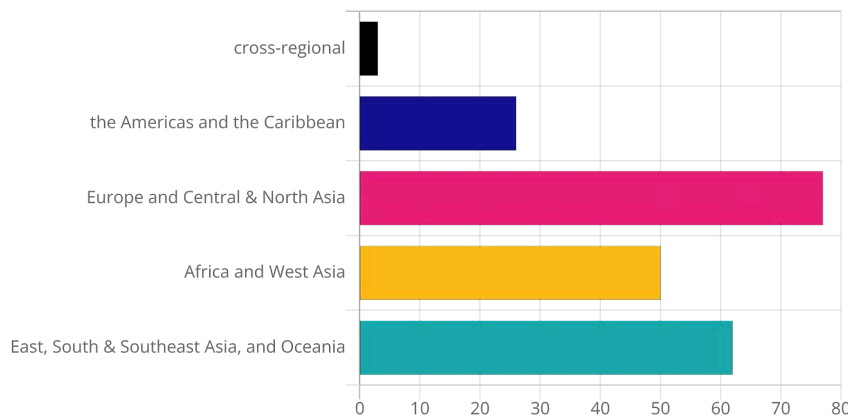 cross-regional
the Americas and the Caribbean
Europe and Central & North Asia
Africa and West Asia
East, South & Southeast Asia, and Oceania
0 10 20 30 40 50 60 70 80